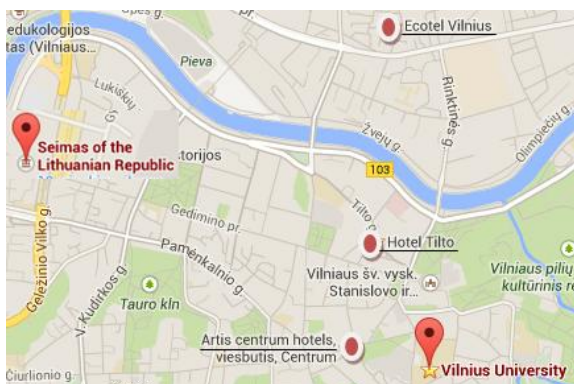 Opes g.
edukologijos
tas (Vilniaus...
Ecotel Vilnius
Pieva
Lukiškių
Rinktinės g.
Olimpiečių g.
Žvejų g.
Seimas of the
Lithuanian Republic
torijos
103
Gedimino pr.
Tilto g.
Hotel Tilto
Pamėnkalnio g.
Geležinio Vilko g.
V. Kudirkos g.
Tauro kln
Vilniaus šv. vysk.
Stanislovo ir...
Vilniaus pilių
kultūrinis re
Artis centrum hotels,
viesbutis, Centrum
Vilnius University
Čiurlionio g.